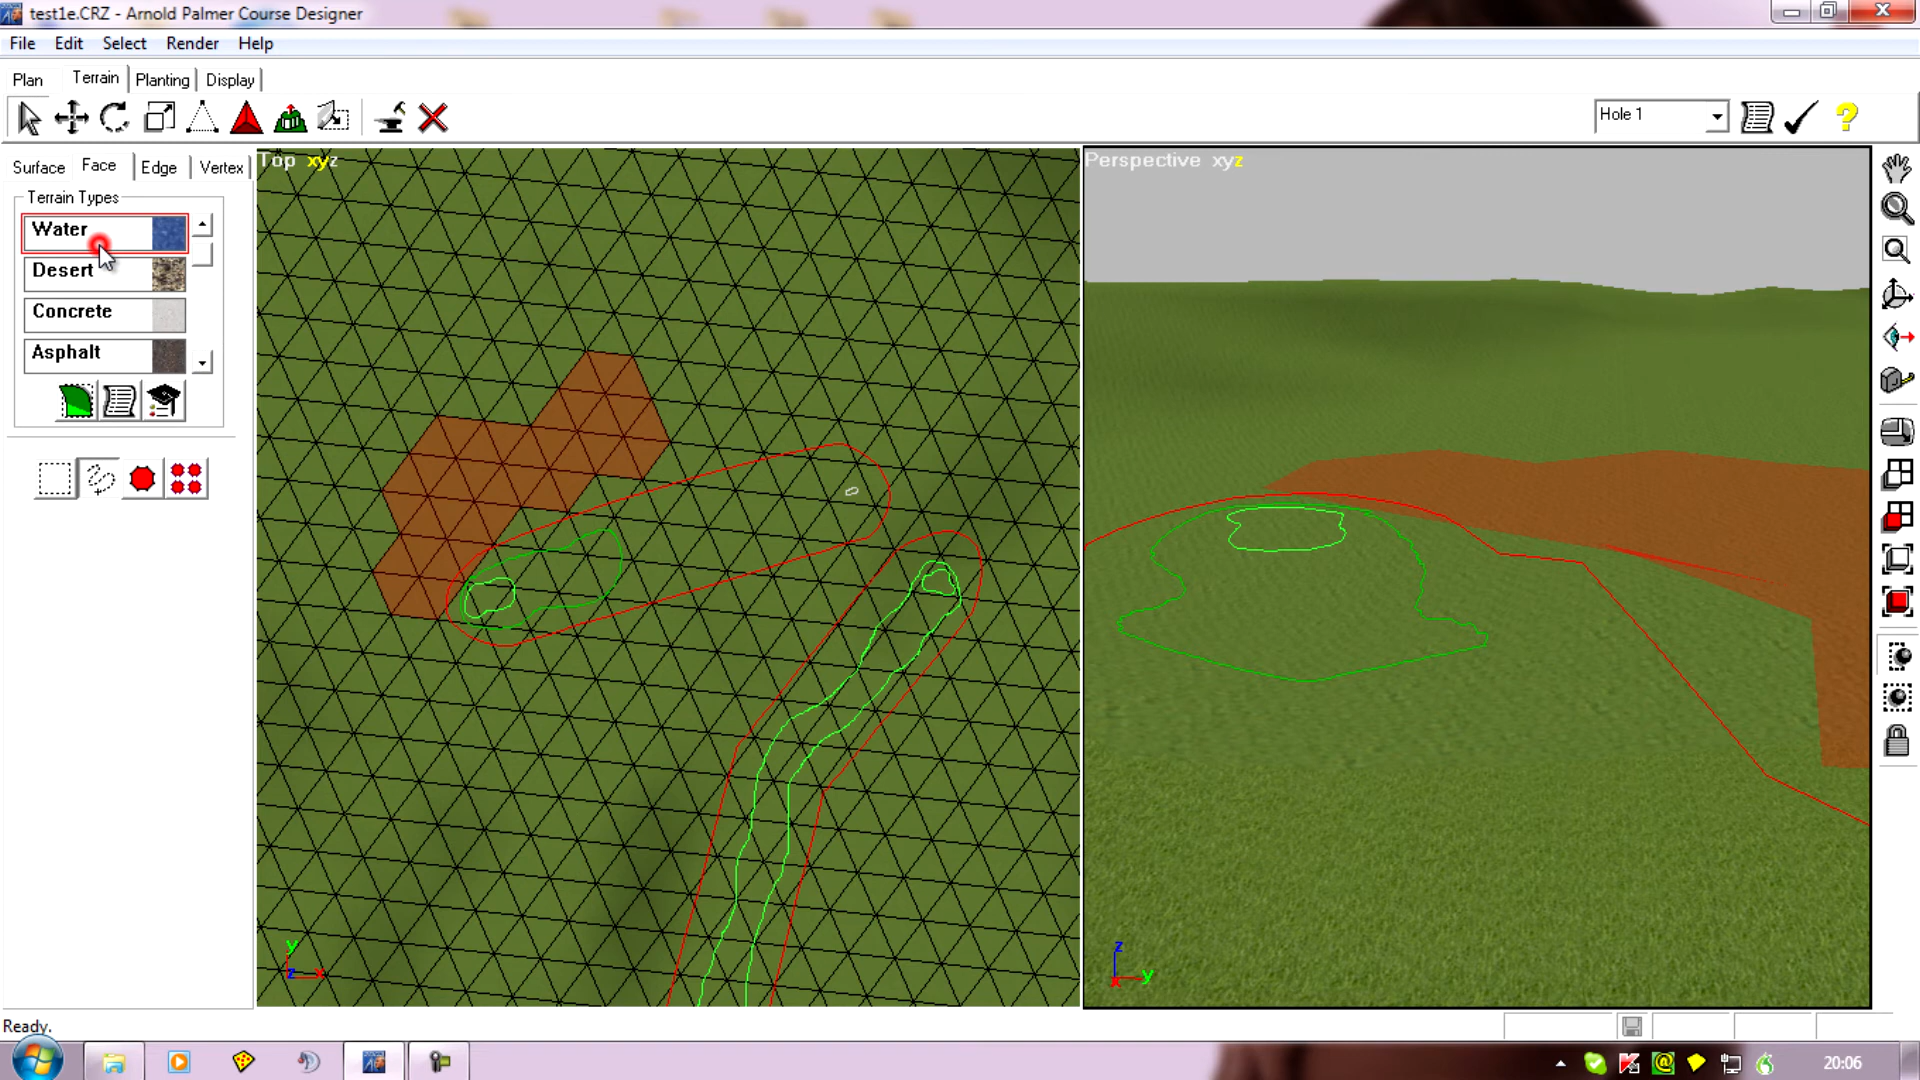 test1e.CRZ - Arnold Palmer Course Designer
File Edit Select Render Help
Plan Terrain Planting Display
Hole 1
Surface Face Edge Vertex
Terrain Types
Water
Desert
Concrete
Asphalt
Top xyz
y
z x
Perspective xyz
z
x y
Ready.
20:06